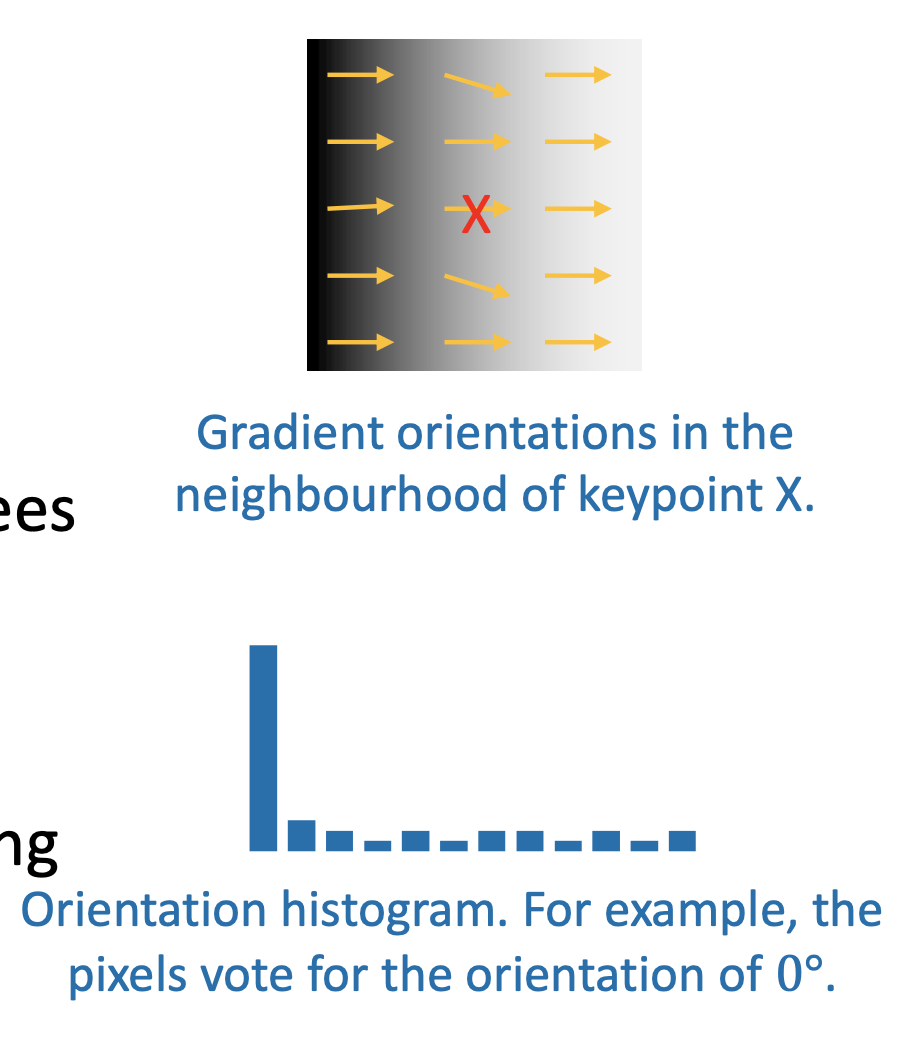 X
Gradient orientations in the
neighbourhood of keypoint X.
ees
ng
Orientation histogram. For example, the
pixels vote for the orientation of 0°.